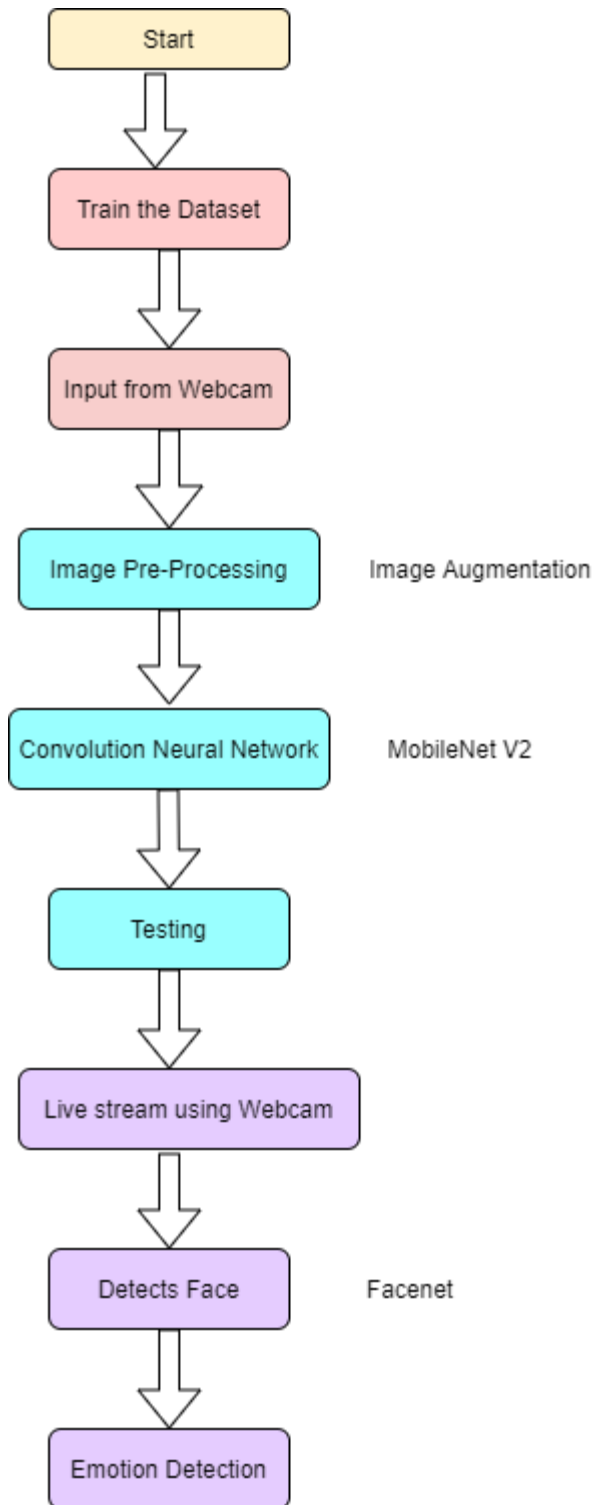 Start
Train the Dataset
Input from Webcam
Image Pre-Processing
Image Augmentation
Convolution Neural Network
MobileNet V2
Testing
Live stream using Webcam
Detects Face
Facenet
Emotion Detection